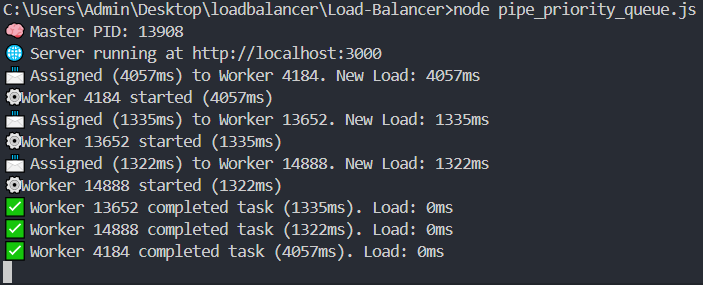 C:\Users\Admin\Desktop\loadbalancer\Load-Balancer>node pipe_priority_queue.js
🧠 Master PID: 13908
🌐 Server running at http://localhost:3000
📨 Assigned (4057ms) to Worker 4184. New Load: 4057ms
⚙️Worker 4184 started (4057ms)
📨 Assigned (1335ms) to Worker 13652. New Load: 1335ms
⚙️Worker 13652 started (1335ms)
📨 Assigned (1322ms) to Worker 14888. New Load: 1322ms
⚙️Worker 14888 started (1322ms)
✅ Worker 13652 completed task (1335ms). Load: 0ms
✅ Worker 14888 completed task (1322ms). Load: 0ms
✅ Worker 4184 completed task (4057ms). Load: 0ms